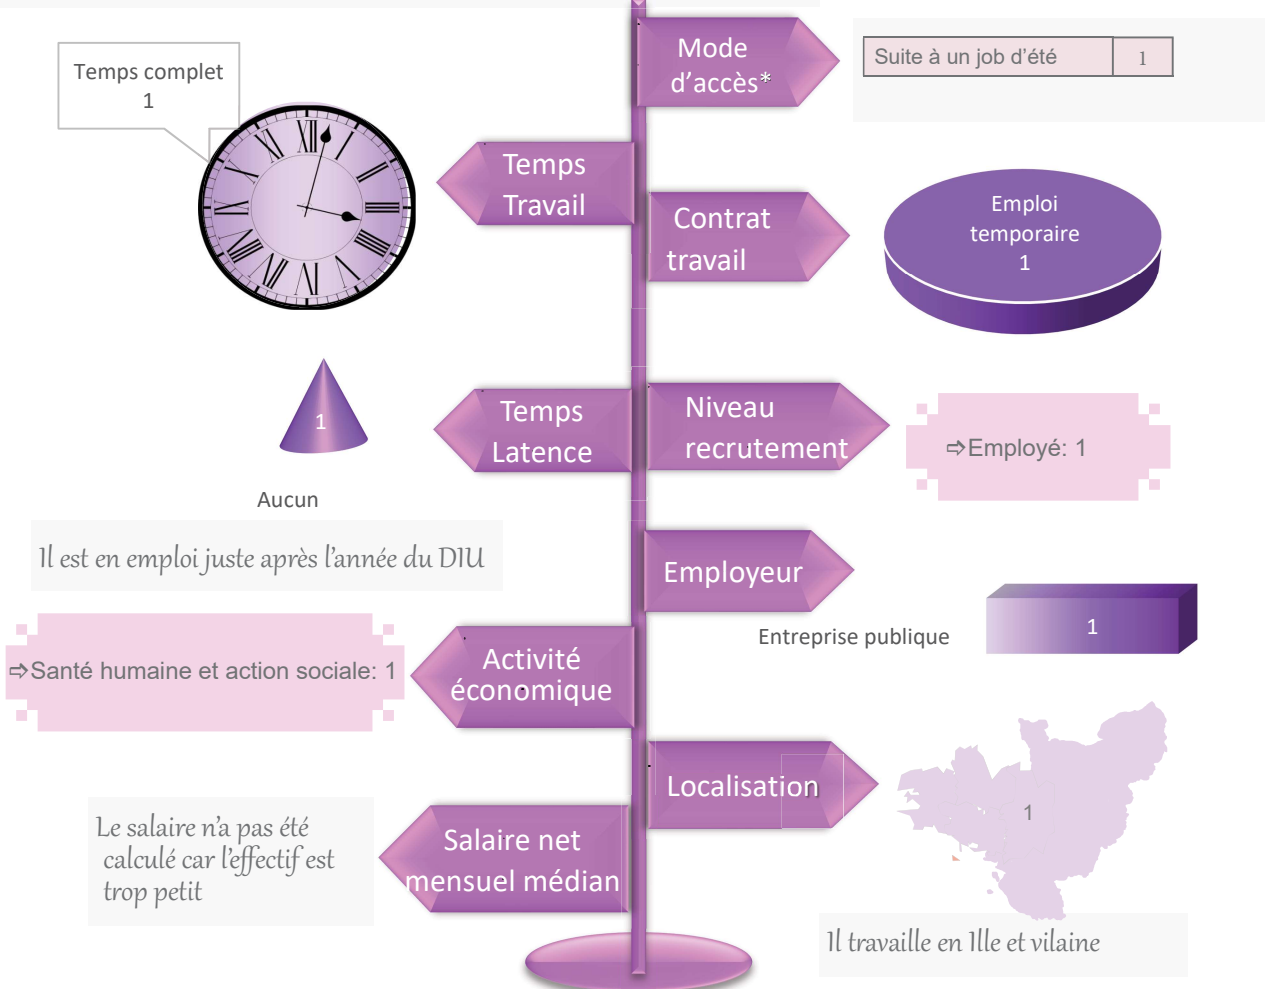 Mode
d'accès*
Suite à un job d'été 1
Temps complet
1
XII
Temps
Travail
Contrat
travail
Emploi
temporaire
1
1
Aucun
Temps
Latence
Niveau
recrutement
⇨Employé: 1
Il est en emploi juste après l'année du DIU
Employeur
Entreprise publique
1
⇨Santé humaine et action sociale: 1
Activité
économique
Localisation
1
Le salaire n'a pas été
calculé car l'effectif est
trop petit
Salaire net
mensuel médian
Il travaille en Ille et vilaine